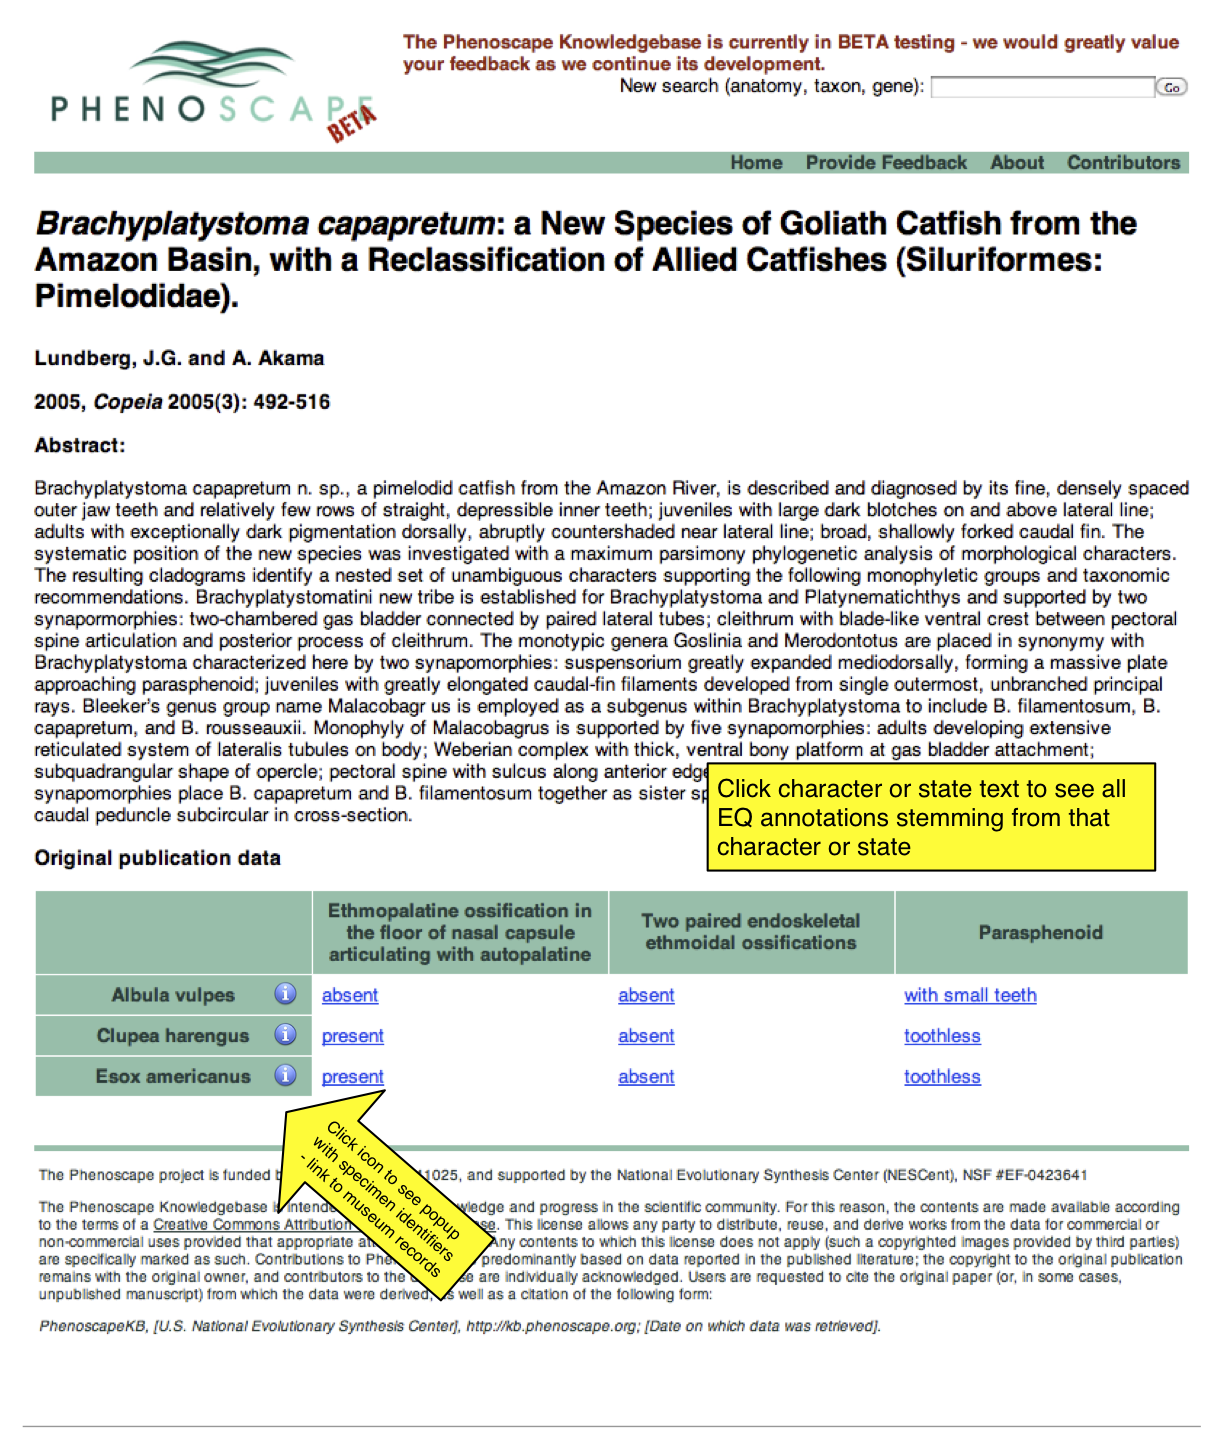 The Phenoscape Knowledgebase is currently in BETA testing - we would greatly value
your feedback as we continue its development.
PHENOSCAPE
BETA
New search (anatomy, taxon, gene):
Go
Home Provide Feedback About Contributors
Brachyplatystoma capapretum: a New Species of Goliath Catfish from the
Amazon Basin, with a Reclassification of Allied Catfishes (Siluriformes:
Pimelodidae).
Lundberg, J.G. and A. Akama
2005, Copeia 2005(3): 492-516
Abstract:
Brachyplatystoma capapretum n. sp., a pimelodid catfish from the Amazon River, is described and diagnosed by its fine, densely spaced
outer jaw teeth and relatively few rows of straight, depressible inner teeth; juveniles with large dark blotches on and above lateral line;
adults with exceptionally dark pigmentation dorsally, abruptly countershaded near lateral line; broad, shallowly forked caudal fin. The
systematic position of the new species was investigated with a maximum parsimony phylogenetic analysis of morphological characters.
The resulting cladograms identify a nested set of unambiguous characters supporting the following monophyletic groups and taxonomic
recommendations. Brachyplatystomatini new tribe is established for Brachyplatystoma and Platynematichthys and supported by two
synapormorphies: two-chambered gas bladder connected by paired lateral tubes; cleithrum with blade-like ventral crest between pectoral
spine articulation and posterior process of cleithrum. The monotypic genera Goslinia and Merodontotus are placed in synonymy with
Brachyplatystoma characterized here by two synapomorphies: suspensorium greatly expanded mediodorsally, forming a massive plate
approaching parasphenoid; juveniles with greatly elongated caudal-fin filaments developed from single outermost, unbranched principal
rays. Bleeker's genus group name Malacobagr us is employed as a subgenus within Brachyplatystoma to include B. filamentosum, B.
capapretum, and B. rousseauxii. Monophyly of Malacobagrus is supported by five synapomorphies: adults developing extensive
reticulated system of lateralis tubules on body; Weberian complex with thick, ventral bony platform at gas bladder attachment;
subquadrangular shape of opercle; pectoral spine with sulcus along anterior edge
synapomorphies place B. capapretum and B. filamentosum together as sister
caudal peduncle subcircular in cross-section.
Click character or state text to see all
EQ annotations stemming from that
character or state
Original publication data
Ethmopalatine ossification in
the floor of nasal capsule
articulating with autopalatine
Two paired endoskeletal
ethmoidal ossifications
Parasphenoid
Albula vulpes i absent absent with small teeth
Clupea harengus i present absent toothless
Esox americanus i present absent toothless
Click icon to see popup
with specimen identifiers
- link to museum records
The Phenoscape project is funded 11025, and supported by the National Evolutionary Synthesis Center (NESCent), NSF #EF-0423641
The Phenoscape Knowledgebase and progress in the scientific community. For this reason, the contents are made available according
to the terms of a Creative Commons Attribution This license allows any party to distribute, reuse, and derive works from the data for commercial or
non-commercial uses provided that appropriate Any contents to which this license does not apply (such a copyrighted images provided by third parties)
are specifically marked as such. Contributions to predominantly based on data reported in the published literature; the copyright to the original publication
remains with the original owner, and contributors to the are individually acknowledged. Users are requested to cite the original paper (or, in some cases,
unpublished manuscript) from which the data were derived, as well as a citation of the following form:
PhenoscapeKB, [U.S. National Evolutionary Synthesis Center], http://kb.phenoscape.org; [Date on which data was retrieved].